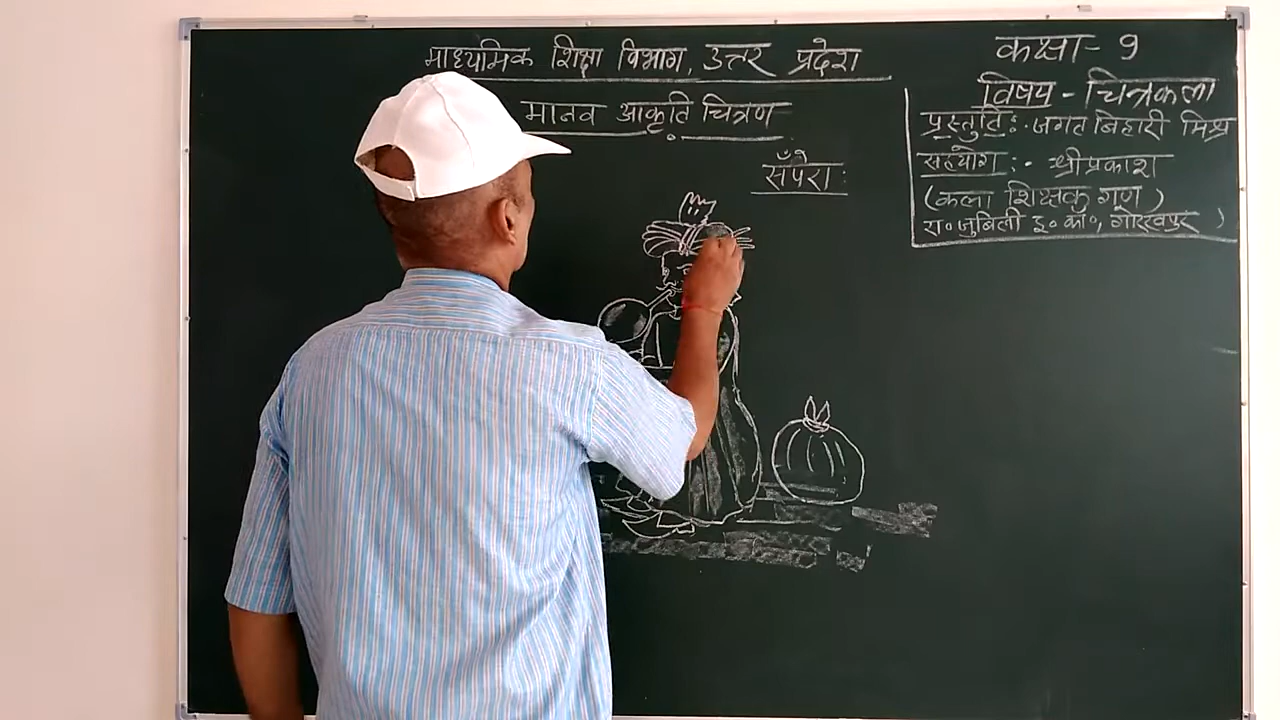 माध्यमिक शिक्षा विभाग, उत्तर प्रदेश
मानव आकृति चित्रण
सँपेरा:
कक्षा- 9
विषय - चित्रकला
प्रस्तुति:- जगत बिहारी मिश्र
सहयोग:- श्रीप्रकाश
(कला शिक्षक गण)
रा० जुबिली इ० का०, गोरखपुर)